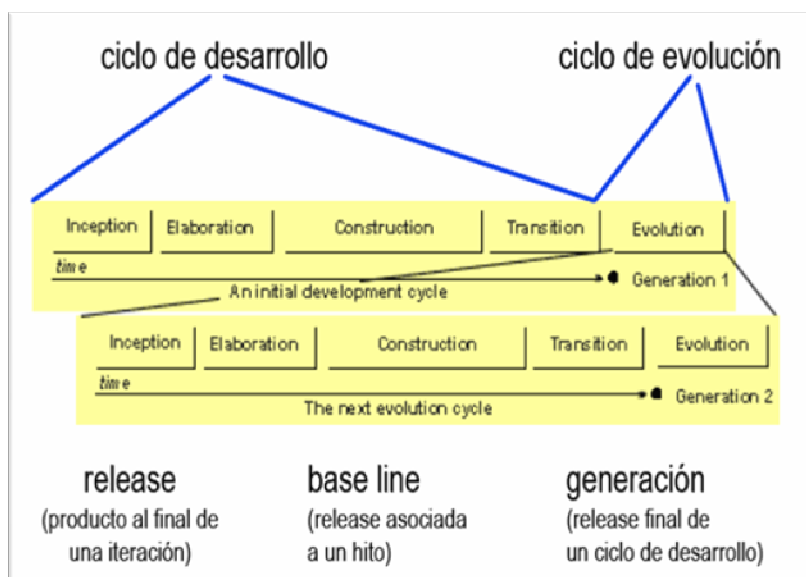 ciclo de desarrollo ciclo de evolución
Inception Elaboration Construction Transition Evolution
time
An initial development cycle Generation 1
Inception Elaboration Construction Transition Evolution
time
The next evolution cycle Generation 2
release base line generación
(producto al final de (release asociada (release final de
una iteración) a un hito) un ciclo de desarrollo)